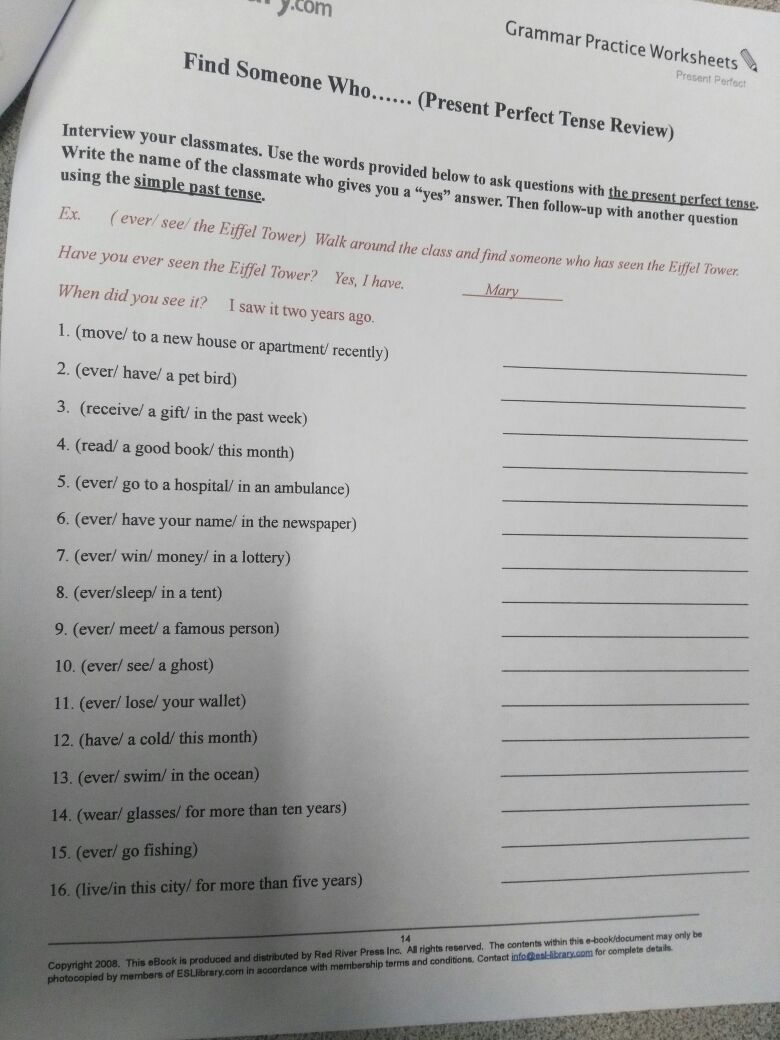 y.com
Grammar Practice Worksheets
Present Perfect
Find Someone Who…… (Present Perfect Tense Review)
Interview your classmates. Use the words provided below to ask questions with the present perfect tense.
Write the name of the classmate who gives you a “yes” answer. Then follow-up with another question
using the simple past tense.
Ex. ( ever/ see/ the Eiffel Tower) Walk around the class and find someone who has seen the Eiffel Tower.
Have you ever seen the Eiffel Tower? Yes, I have. Mary
When did you see it? I saw it two years ago.
1. (move/ to a new house or apartment/ recently)
2. (ever/ have/ a pet bird)
3. (receive/ a gift/ in the past week)
4. (read/ a good book/ this month)
5. (ever/ go to a hospital/ in an ambulance)
6. (ever/ have your name/ in the newspaper)
7. (ever/ win/ money/ in a lottery)
8. (ever/sleep/ in a tent)
9. (ever/ meet/ a famous person)
10. (ever/ see/ a ghost)
11. (ever/ lose/ your wallet)
12. (have/ a cold/ this month)
13. (ever/ swim/ in the ocean)
14. (wear/ glasses/ for more than ten years)
15. (ever/ go fishing)
16. (live/in this city/ for more than five years)
14
Copyright 2008. This eBook is produced and distributed by Red River Press Inc. All rights reserved. The contents within this e-book/document may only be
photocopied by members of ESLlibrary.com in accordance with membership terms and conditions. Contact info@esl-library.com for complete details.